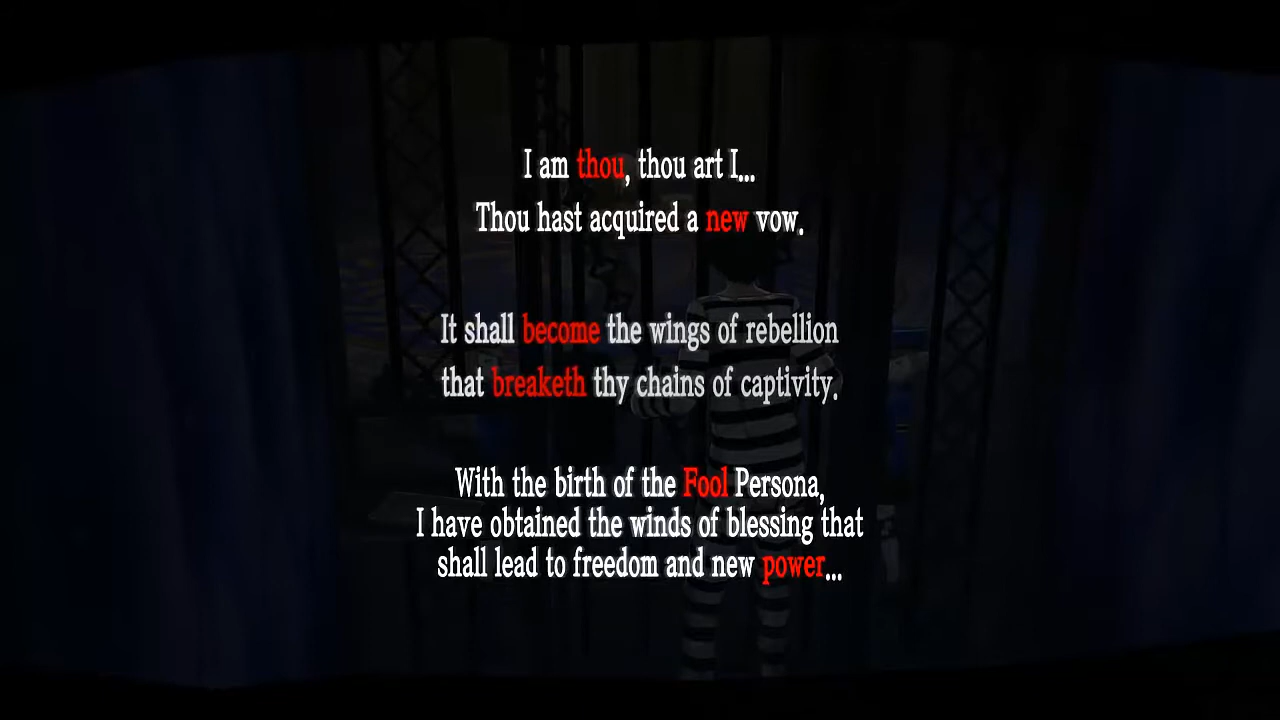 I am thou, thou art I...
Thou hast acquired a new vow.
It shall become the wings of rebellion
that breaketh thy chains of captivity.
With the birth of the Fool Persona,
I have obtained the winds of blessing that
shall lead to freedom and new power...